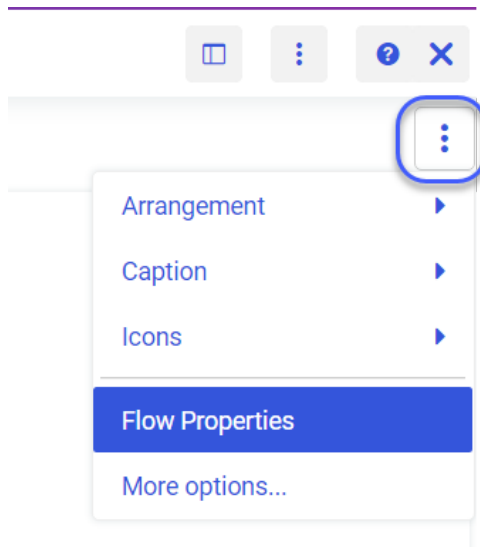 Arrangement
Caption
Icons
Flow Properties
More options...